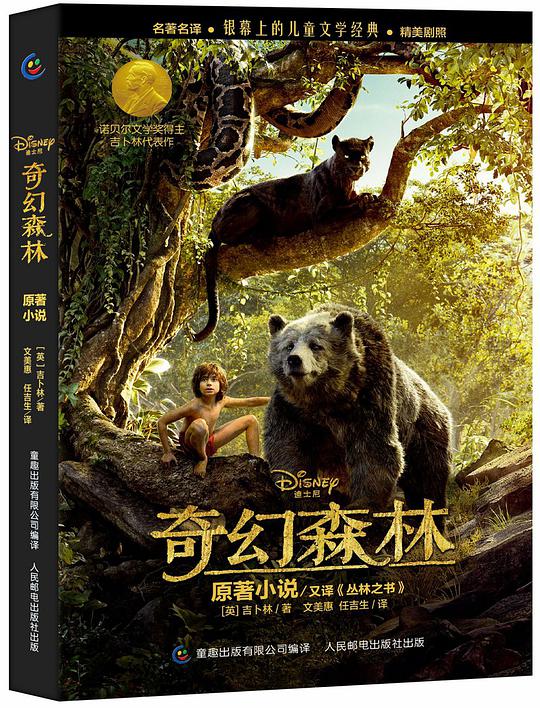 名著名译 • 银幕上的儿童文学经典 • 精美剧照
诺贝尔文学奖得主
吉卜林代表作
Disney
迪士尼
奇幻森林
原著小说/又译《丛林之书》
[英]吉卜林/著 文美惠 任吉生/译
童趣出版有限公司编译 人民邮电出版社出版
Disney
迪士尼
奇幻森林
原著
小说
[英]吉卜林/著
文美惠 任吉生/译
童趣出版有限公司编译
人民邮电出版社出版